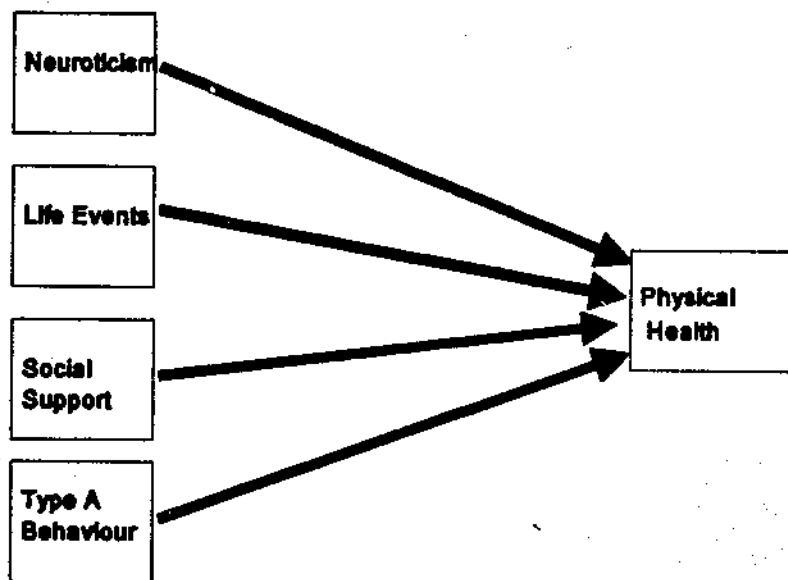 Neuroticism
Life Events
Social
Support
Type A
Behaviour
Physical
Health